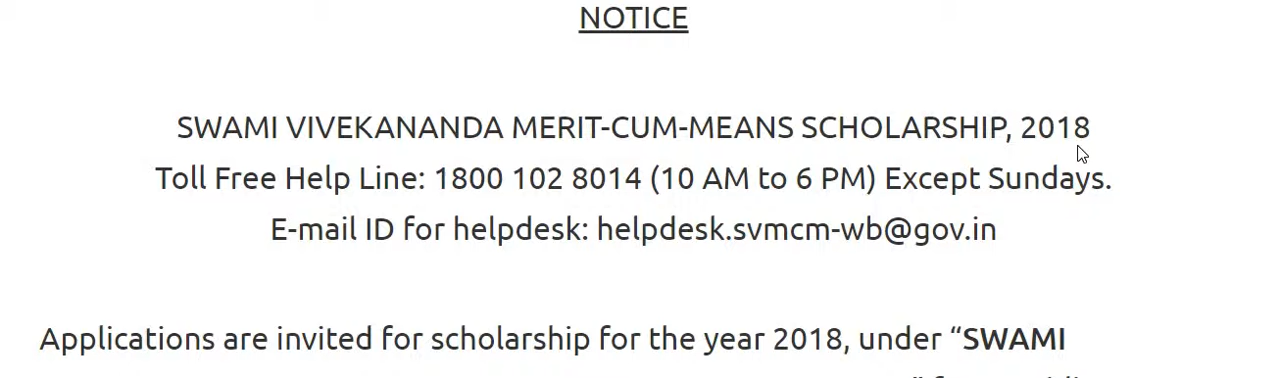 NOTICE
SWAMI VIVEKANANDA MERIT-CUM-MEANS SCHOLARSHIP, 2018
Toll Free Help Line: 1800 102 8014 (10 AM to 6 PM) Except Sundays.
E-mail ID for helpdesk: helpdesk.svmcm-wb@gov.in
Applications are invited for scholarship for the year 2018, under “SWAMI